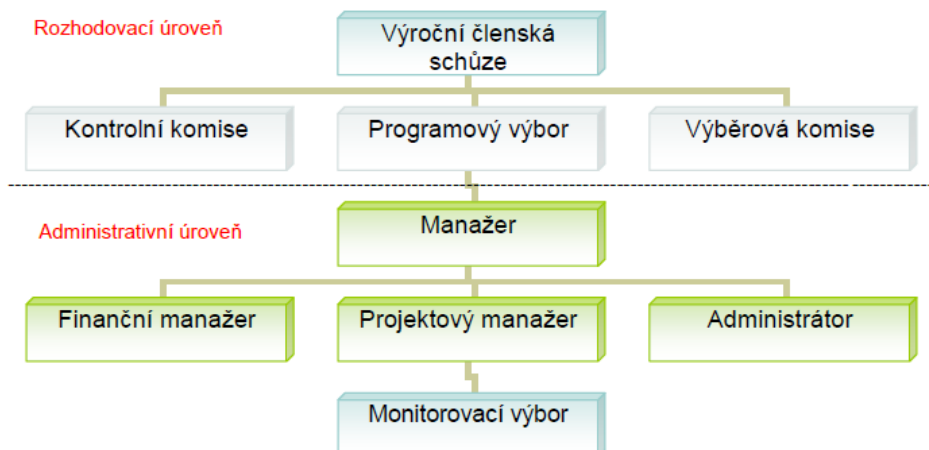 Rozhodovací úroveň
Výroční členská
schůze
Kontrolní komise
Programový výbor
Výběrová komise
Administrativní úroveň
Manažer
Finanční manažer
Projektový manažer
Administrátor
Monitorovací výbor